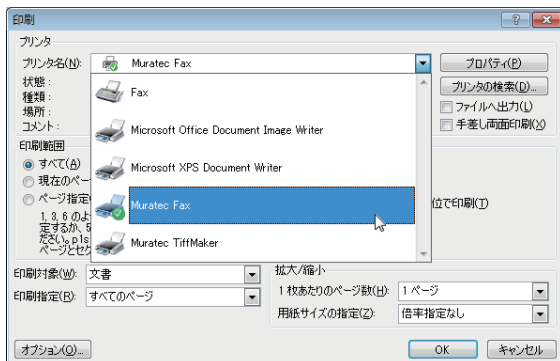 印刷
プリンタ
プリンタ名(N): Muratec Fax プロパティ(P)
状態: プリンタの検索(D)...
種類:
場所: ファイルへ出力(L)
コメント: 手差し両面印刷(X)
Fax
Microsoft Office Document Image Writer
Microsoft XPS Document Writer
Muratec Fax
Muratec TiffMaker
印刷範囲
すべて(A)
現在のペー
ページ指定 位で印刷(T)
1, 3, 6 のよ
定するか、5
ださい。p1s
ページとセク
印刷対象(W): 文書
印刷指定(R): すべてのページ
拡大/縮小
1 枚あたりのページ数(H): 1 ページ
用紙サイズの指定(Z): 倍率指定なし
オプション(O)... OK キャンセル